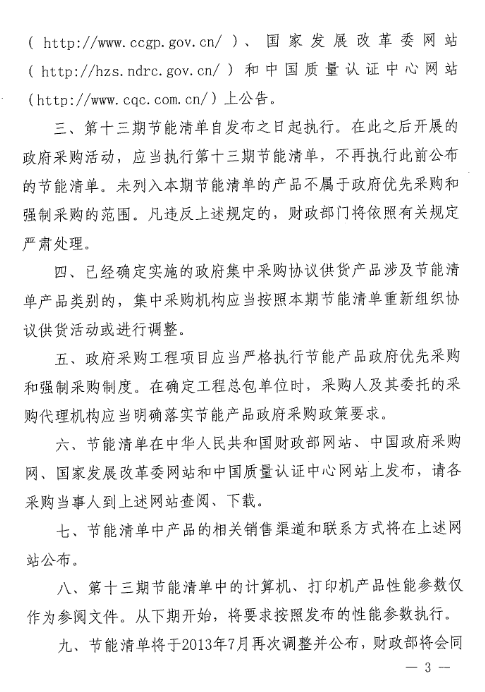 （http://www.ccgp.gov.cn/）、国家发展改革委网站
（http://hzs.ndrc.gov.cn/）和中国质量认证中心网站
（http://www.cqc.com.cn/）上公告。
三、第十三期节能清单自发布之日起执行。在此之后开展的
政府采购活动，应当执行第十三期节能清单，不再执行此前公布
的节能清单。未列入本期节能清单的产品不属于政府优先采购和
强制采购的范围。凡违反上述规定的，财政部门将依照有关规定
严肃处理。
四、已经确定实施的政府集中采购协议供货产品涉及节能清
单产品类别的，集中采购机构应当按照本期节能清单重新组织协
议供货活动或进行调整。
五、政府采购工程项目应当严格执行节能产品政府优先采购
和强制采购制度。在确定工程总包单位时，采购人及其委托的采
购代理机构应当明确落实节能产品政府采购政策要求。
六、节能清单在中华人民共和国财政部网站、中国政府采购
网、国家发展改革委网站和中国质量认证中心网站上发布，请各
采购当事人到上述网站查阅、下载。
七、节能清单中产品的相关销售渠道和联系方式将在上述网
站公布。
八、第十三期节能清单中的计算机、打印机产品性能参数仅
作为参阅文件。从下期开始，将要求按照发布的性能参数执行。
九、节能清单将于2013年7月再次调整并公布，财政部将会同
— 3 —